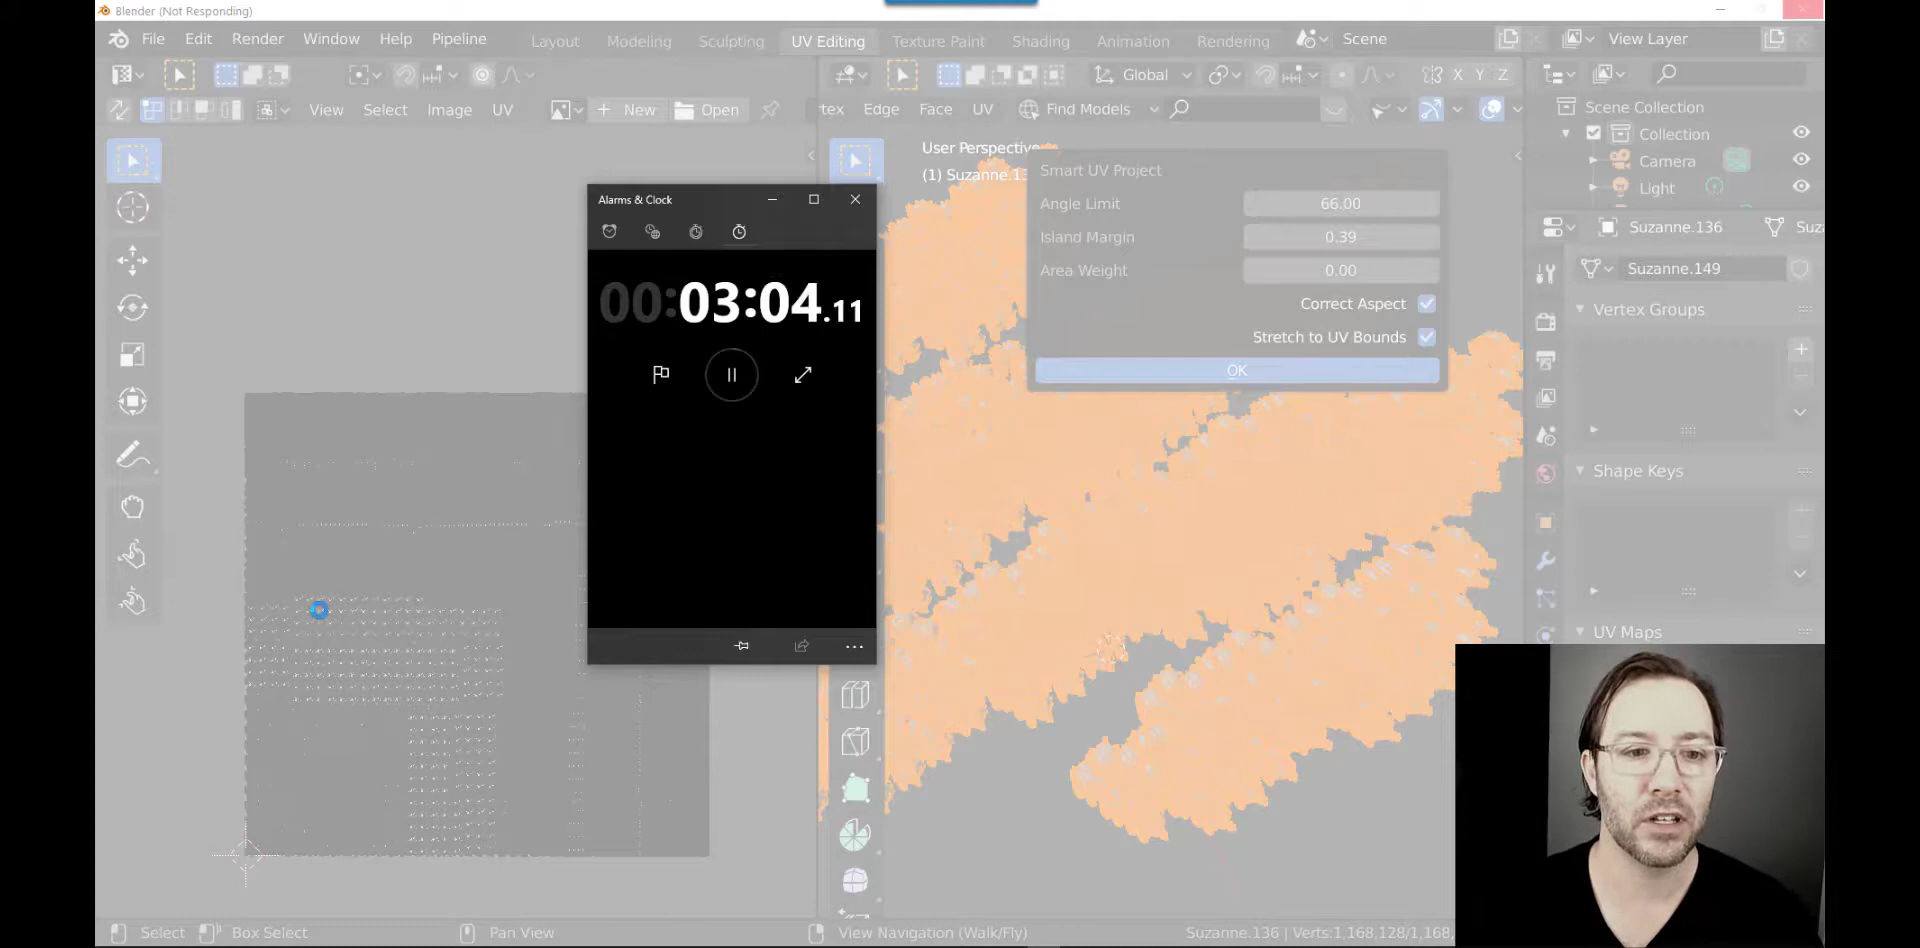 Blender (Not Responding)
File Edit Render Window Help Pipeline Layout Modeling Sculpting UV Editing Texture Paint Shading Animation Rendering Scene View Layer
Global X Y Z
View Select Image UV New Open tex Edge Face UV Find Models
Scene Collection
Collection
Camera
Light
User Perspective
(1) Suzanne.13
Smart UV Project
Angle Limit 66.00
Island Margin 0.39
Area Weight 0.00
Correct Aspect
Stretch to UV Bounds
OK
Alarms & Clock
00:03:04.11
Suzanne.136 Suz
Suzanne.149
Vertex Groups
Shape Keys
UV Maps
Select Box Select Pan View View Navigation (Walk/Fly) Suzanne.136 | Verts:1,168,128/1,168,